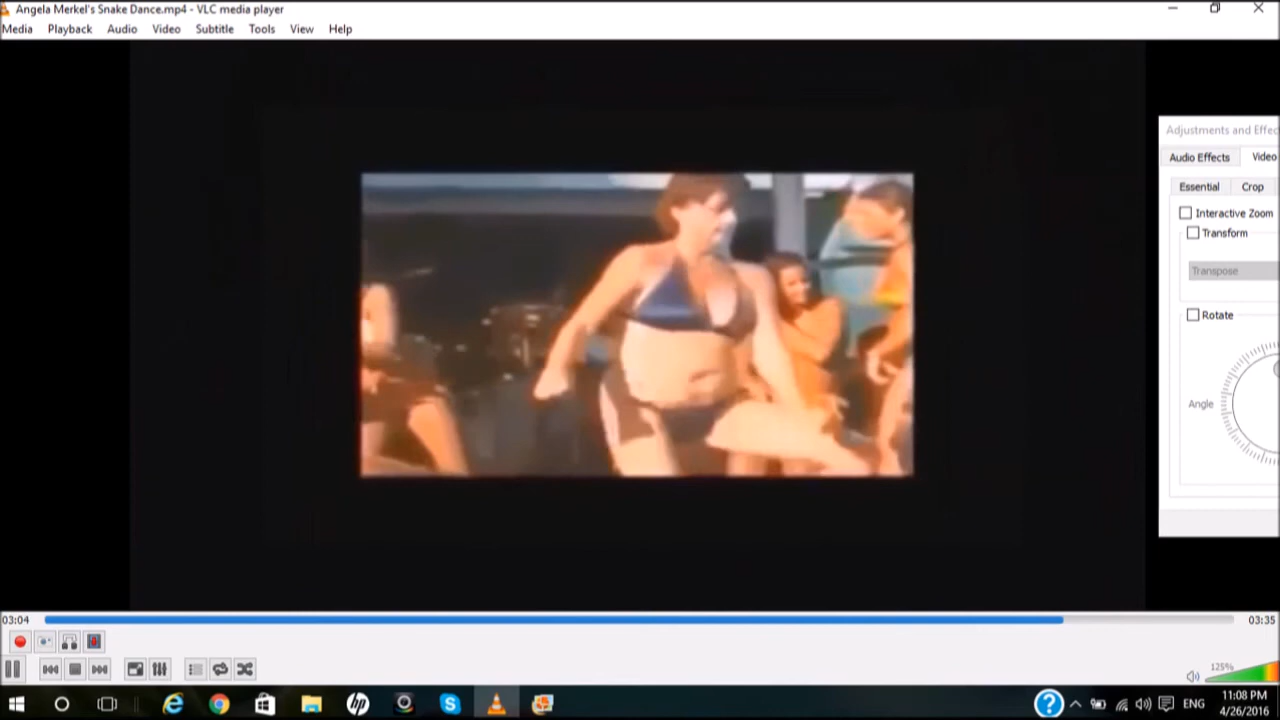 Angela Merkel's Snake Dance.mp4 - VLC media player
Media Playback Audio Video Subtitle Tools View Help
Adjustments and Effec
Audio Effects Video
Essential Crop
Interactive Zoom
Transform
Transpose
Rotate
Angle
03:04 03:35
125%
hp
ENG
11:08 PM
4/26/2016